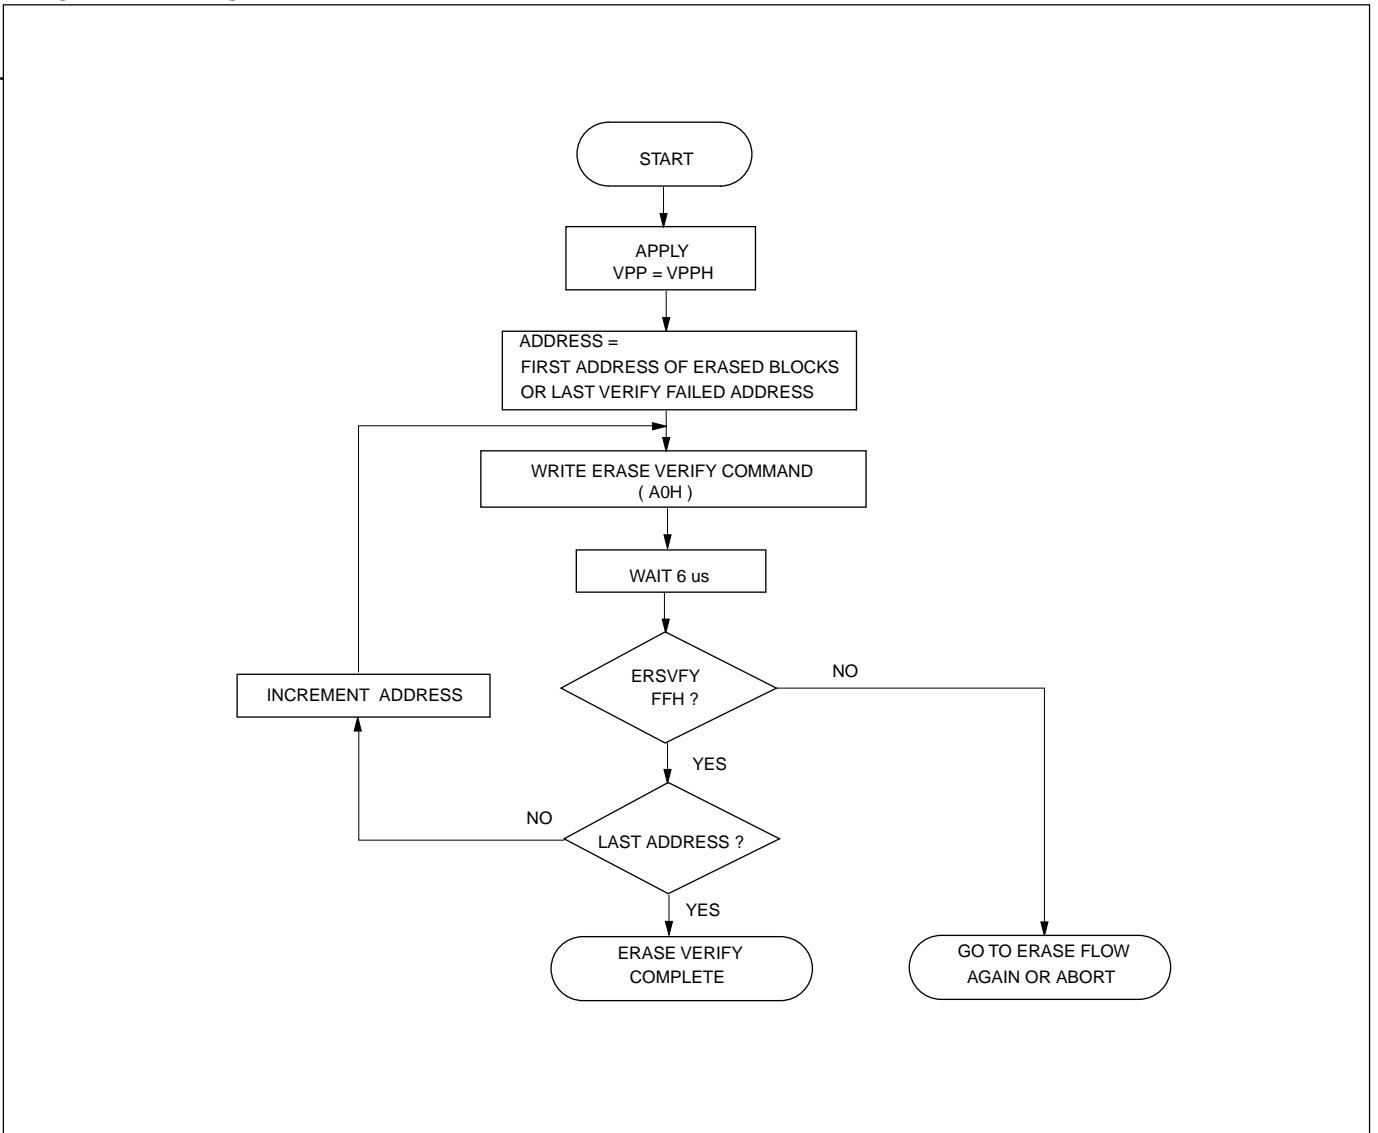 START
APPLY
VPP = VPPH
ADDRESS =
FIRST ADDRESS OF ERASED BLOCKS
OR LAST VERIFY FAILED ADDRESS
WRITE ERASE VERIFY COMMAND
( A0H )
WAIT 6 us
ERSVFY
FFH ?
NO
INCREMENT ADDRESS
YES
NO
LAST ADDRESS ?
YES
ERASE VERIFY
COMPLETE
GO TO ERASE FLOW
AGAIN OR ABORT